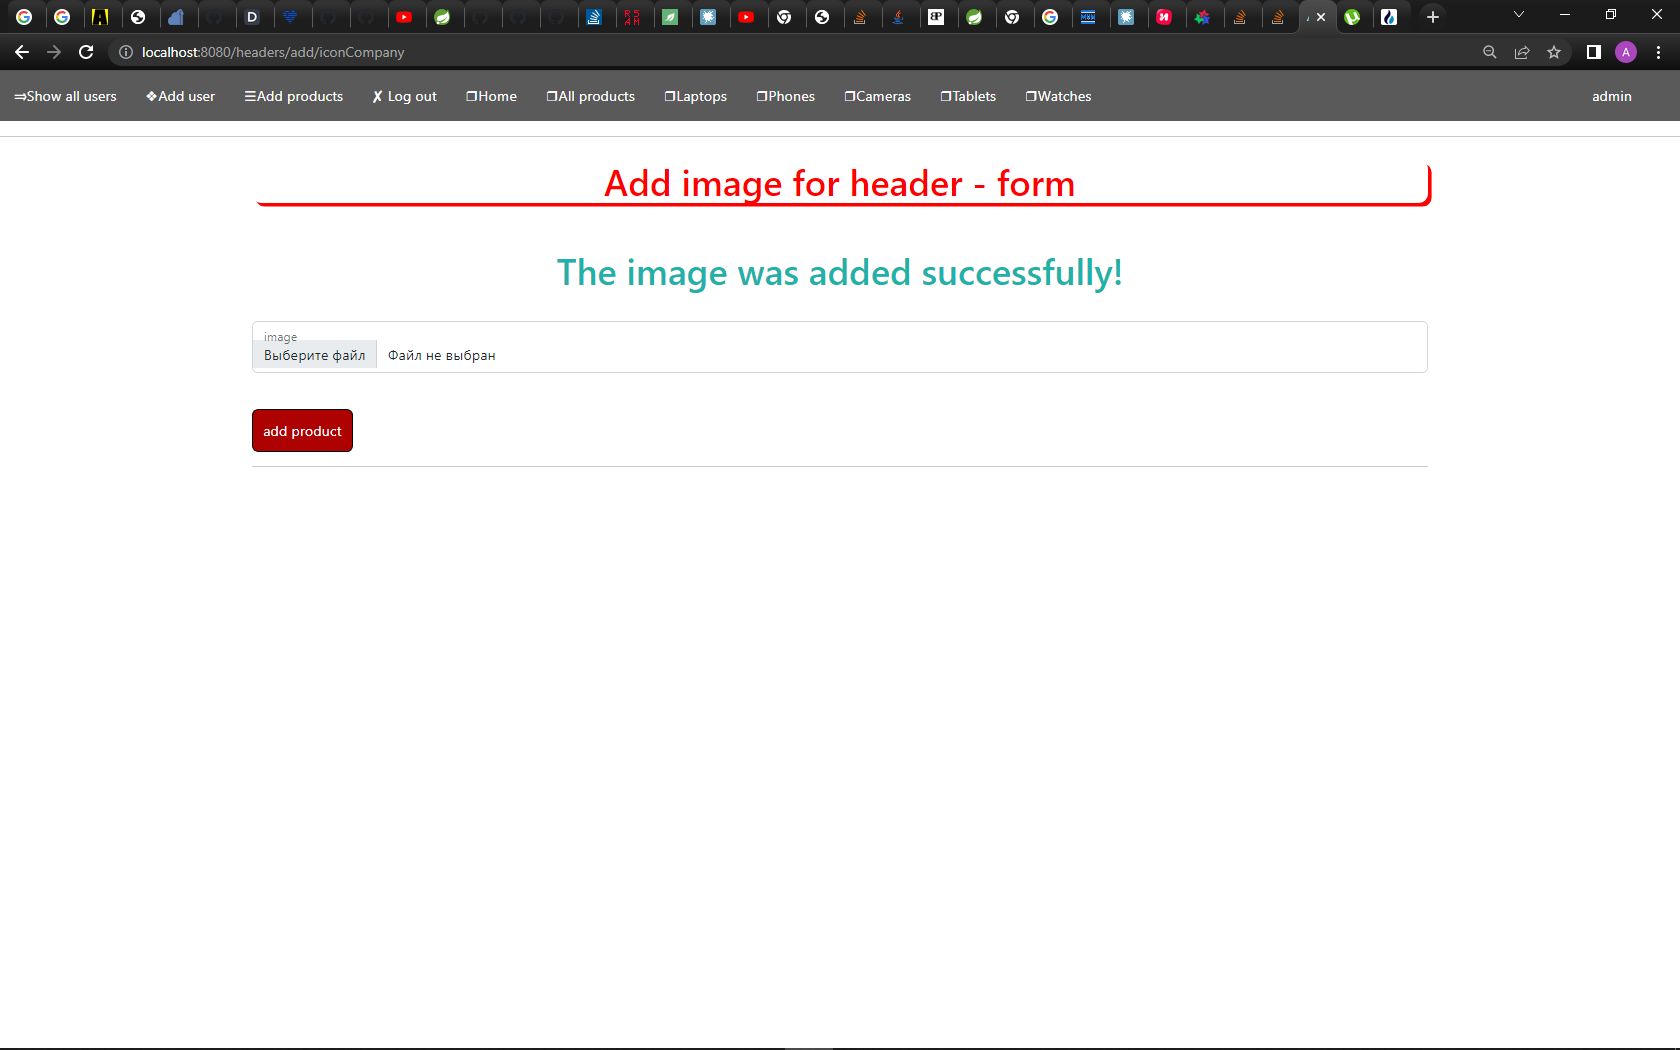 localhost:8080/headers/add/iconCompany
A
⇒Show all users ❖Add user ☰Add products ✗ Log out ❐Home ❐All products ❐Laptops ❐Phones ❐Cameras ❐Tablets ❐Watches admin
Add image for header - form
The image was added successfully!
image
Выберите файл Файл не выбран
add product